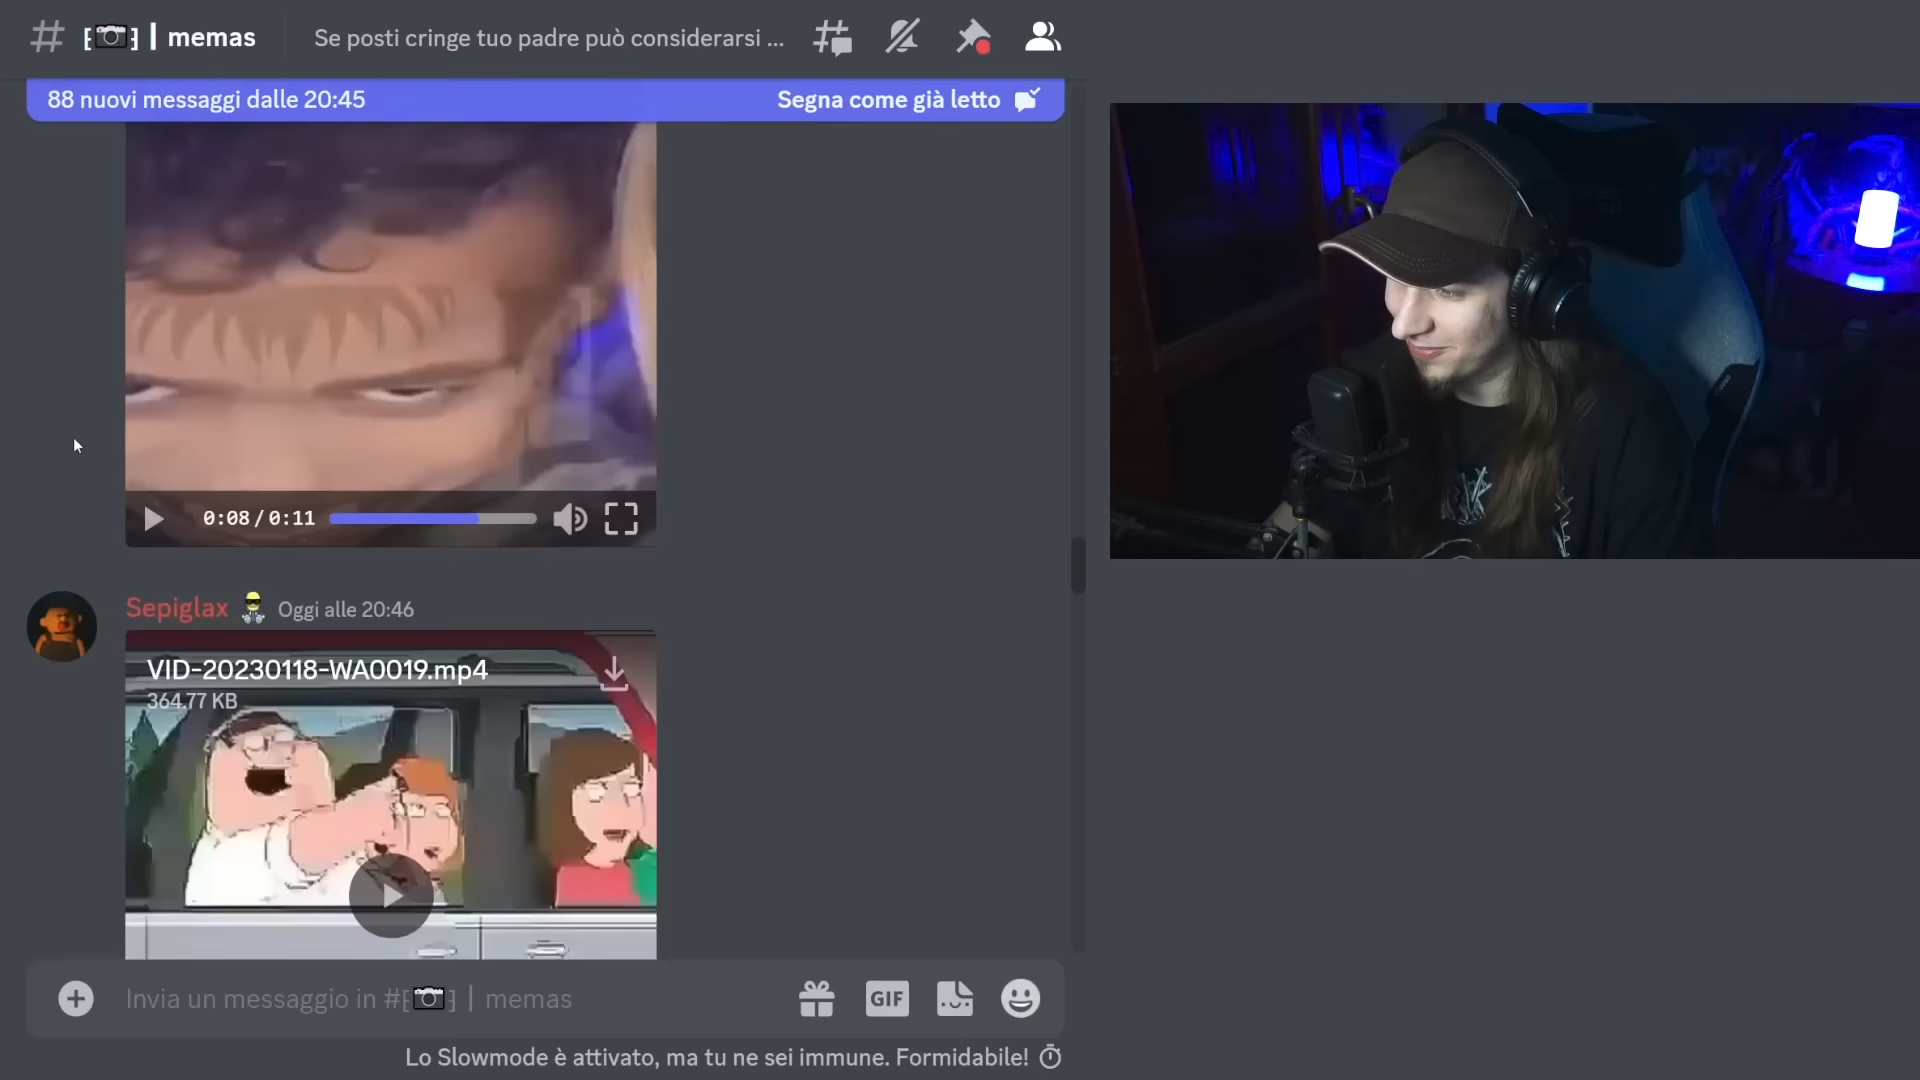 [📷] | memas
Se posti cringe tuo padre può considerarsi ...
88 nuovi messaggi dalle 20:45
Segna come già letto
0:08 / 0:11
Sepiglax Oggi alle 20:46
VID-20230118-WA0019.mp4
364.77 KB
Invia un messaggio in #[📷] | memas
GIF
Lo Slowmode è attivato, ma tu ne sei immune. Formidabile!